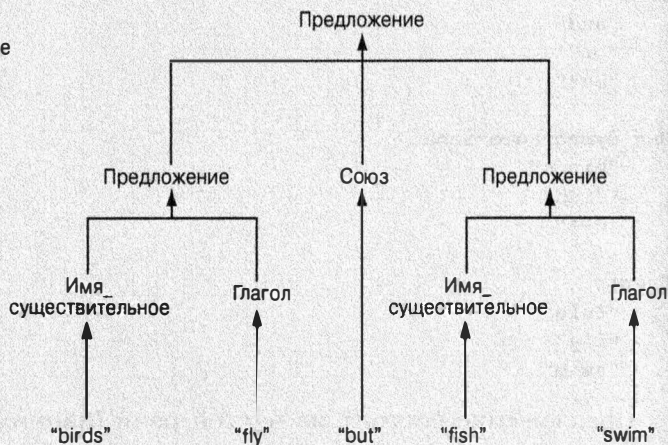 Предложение
е
Предложение Союз Предложение
Имя_ Глагол Имя_ Глагол
существительное существительное
“birds” “fly” “but” “fish” “swim”